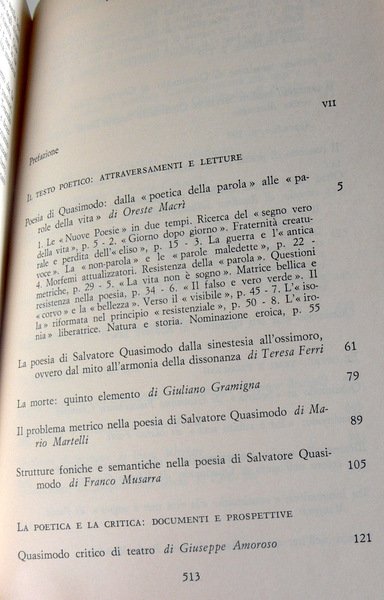 Prefazione VII
IL TESTO POETICO: ATTRAVERSAMENTI E LETTURE
Poesia di Quasimodo: dalla « poetica della parola » alle « pa-
role della vita » di Oreste Macrì 5
1. Le « Nuove Poesie » in due tempi. Ricerca del « segno vero
della vita », p. 5 - 2. « Giorno dopo giorno ». Fraternità creatu-
rale e perdita dell'« eliso », p. 15 - 3. La guerra e l'« antica
voce ». La « non-parola » e le « parole maledette », p. 22 -
4. Morfemi attualizzatori. Resistenza della « parola ». Questioni
metriche, p. 29 - 5. « La vita non è sogno ». Matrice bellica e
resistenza nella poesia, p. 34 - 6. « Il falso e vero verde ». Il
« corvo » e la « bellezza ». Verso il « visibile », p. 45 - 7. L'« iso-
la » riformata nel principio « resistenziale », p. 50 - 8. L'« iro-
nia » liberatrice. Natura e storia. Nominazione eroica, p. 55
La poesia di Salvatore Quasimodo dalla sinestesia all'ossimoro,
ovvero dal mito all'armonia della dissonanza di Teresa Ferri 61
La morte: quinto elemento di Giuliano Gramigna 79
Il problema metrico nella poesia di Salvatore Quasimodo di Ma-
rio Martelli 89
Strutture foniche e semantiche nella poesia di Salvatore Quasi-
modo di Franco Musarra 105
LA POETICA E LA CRITICA: DOCUMENTI E PROSPETTIVE
Quasimodo critico di teatro di Giuseppe Amoroso 121
513